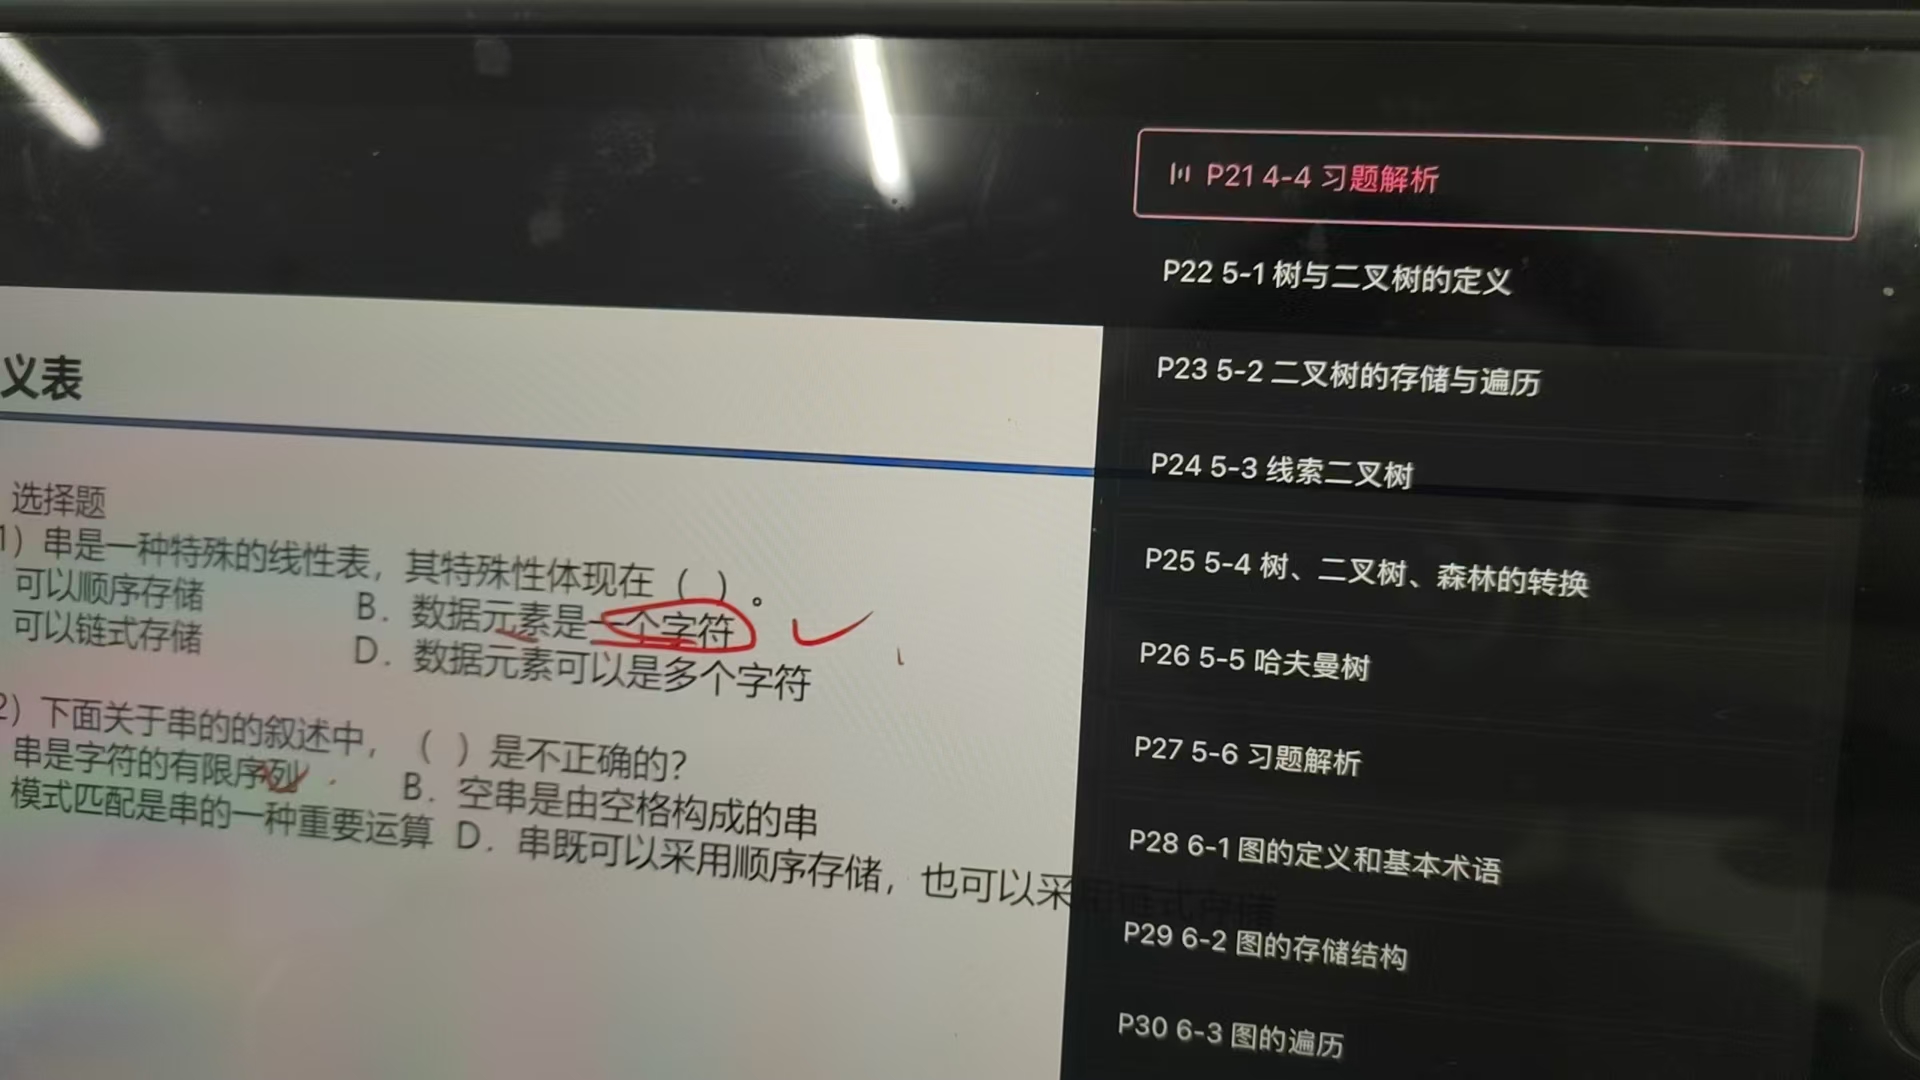 义表
选择题
1）串是一种特殊的线性表，其特殊性体现在（ ）。
可以顺序存储 B．数据元素是一个字符
可以链式存储 D．数据元素可以是多个字符
2）下面关于串的的叙述中，（ ）是不正确的？
串是字符的有限序列 B．空串是由空格构成的串
模式匹配是串的一种重要运算 D．串既可以采用顺序存储，也可以采用链式存储
P21 4-4 习题解析
P22 5-1 树与二叉树的定义
P23 5-2 二叉树的存储与遍历
P24 5-3 线索二叉树
P25 5-4 树、二叉树、森林的转换
P26 5-5 哈夫曼树
P27 5-6 习题解析
P28 6-1 图的定义和基本术语
P29 6-2 图的存储结构
P30 6-3 图的遍历